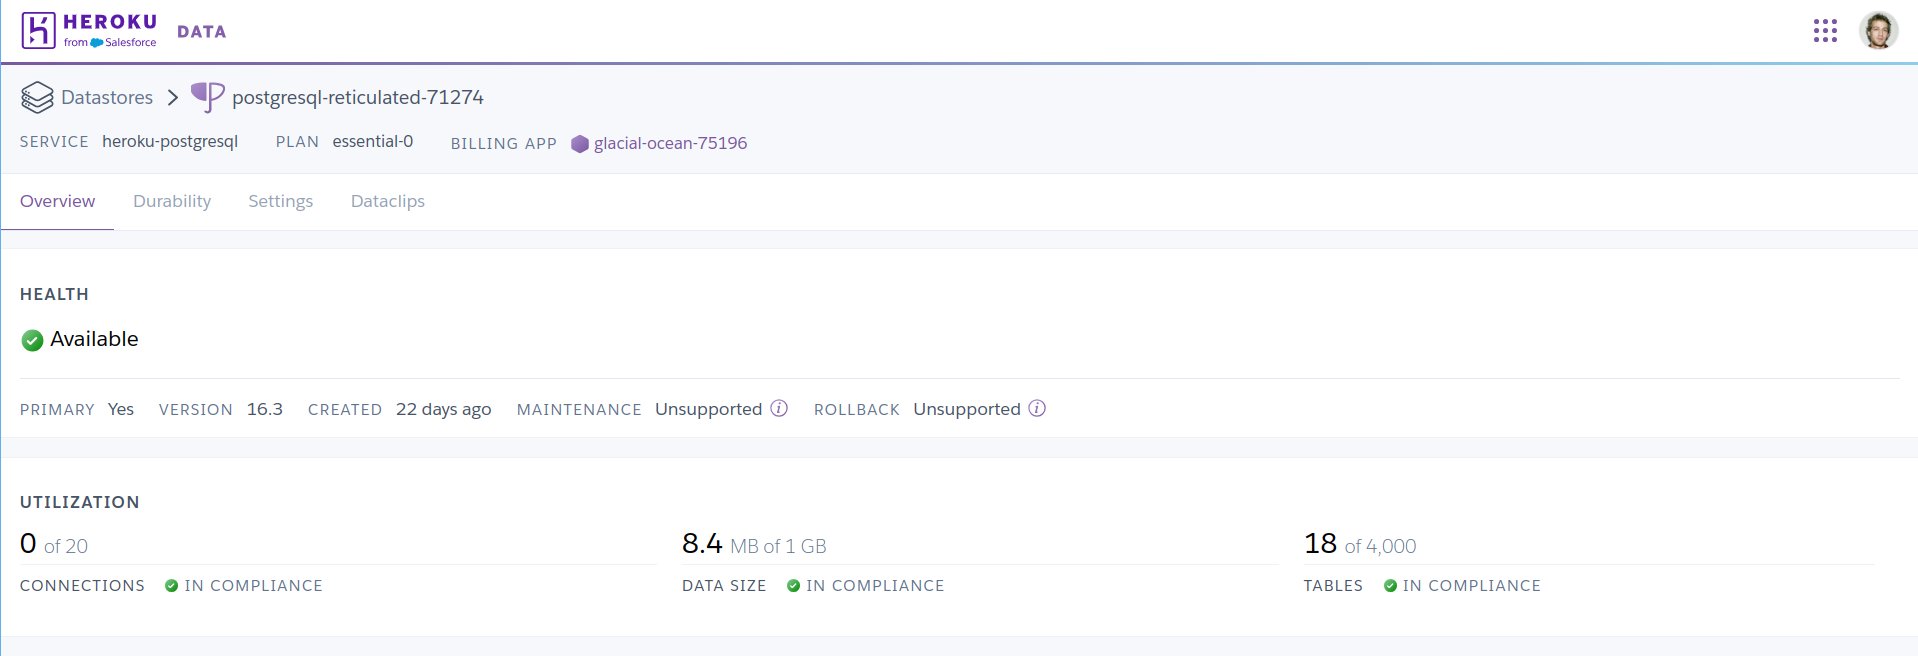 HEROKU
from Salesforce
DATA
Datastores > postgresql-reticulated-71274
SERVICE heroku-postgresql PLAN essential-0 BILLING APP glacial-ocean-75196
Overview Durability Settings Dataclips
HEALTH
Available
PRIMARY Yes VERSION 16.3 CREATED 22 days ago MAINTENANCE Unsupported ROLLBACK Unsupported
UTILIZATION
0 of 20 8.4 MB of 1 GB 18 of 4,000
CONNECTIONS IN COMPLIANCE DATA SIZE IN COMPLIANCE TABLES IN COMPLIANCE